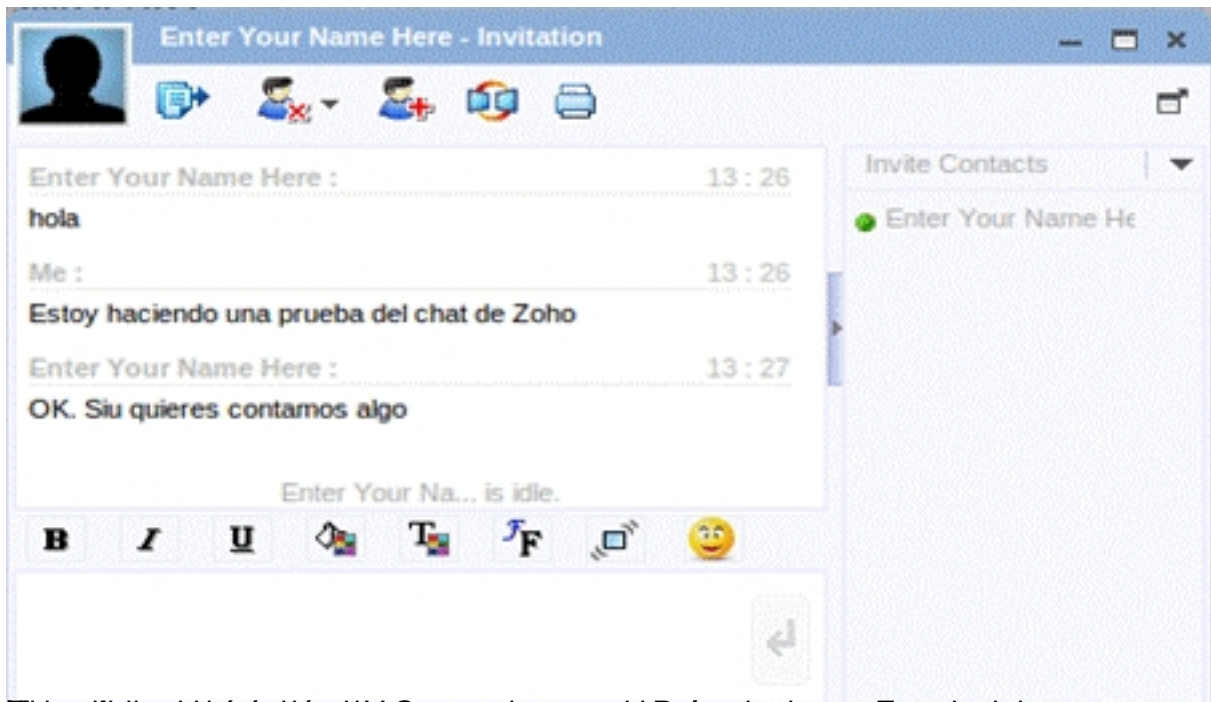 Enter Your Name Here - Invitation
Enter Your Name Here : 13 : 26
hola
Me : 13 : 26
Estoy haciendo una prueba del chat de Zoho
Enter Your Name Here : 13 : 27
OK. Siu quieres contamos algo
Enter Your Na... is idle.
B I U
Invite Contacts
Enter Your Name He